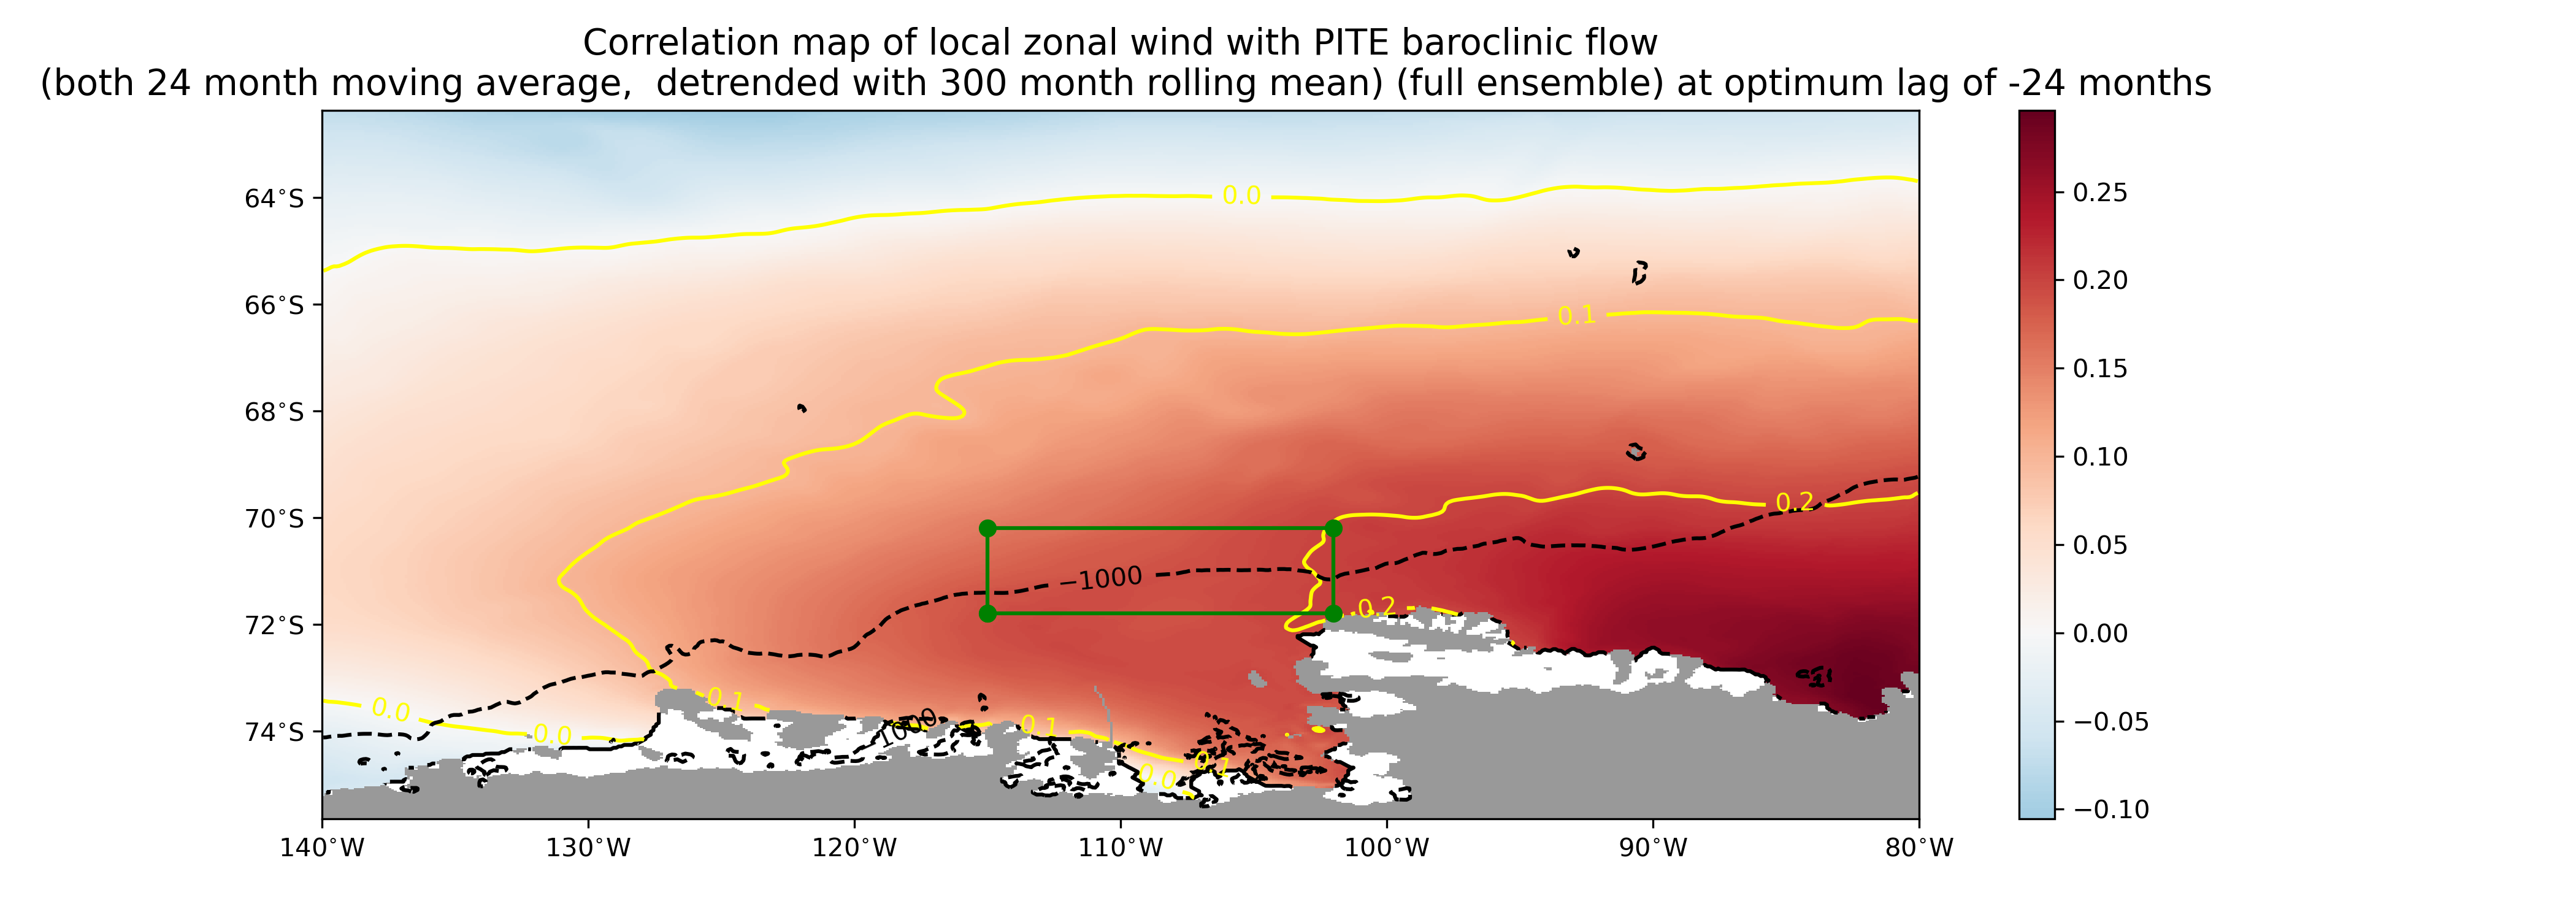 Correlation map of local zonal wind with PITE baroclinic flow
(both 24 month moving average,  detrended with 300 month rolling mean) (full ensemble) at optimum lag of -24 months
64°S
66°S
68°S
70°S
72°S
74°S
140°W
130°W
120°W
110°W
100°W
90°W
80°W
0.0
0.1
0.2
−1000
0.2
0.0
0.0
0.1
0.1
0.1
0.0
0.25
0.20
0.15
0.10
0.05
0.00
−0.05
−0.10